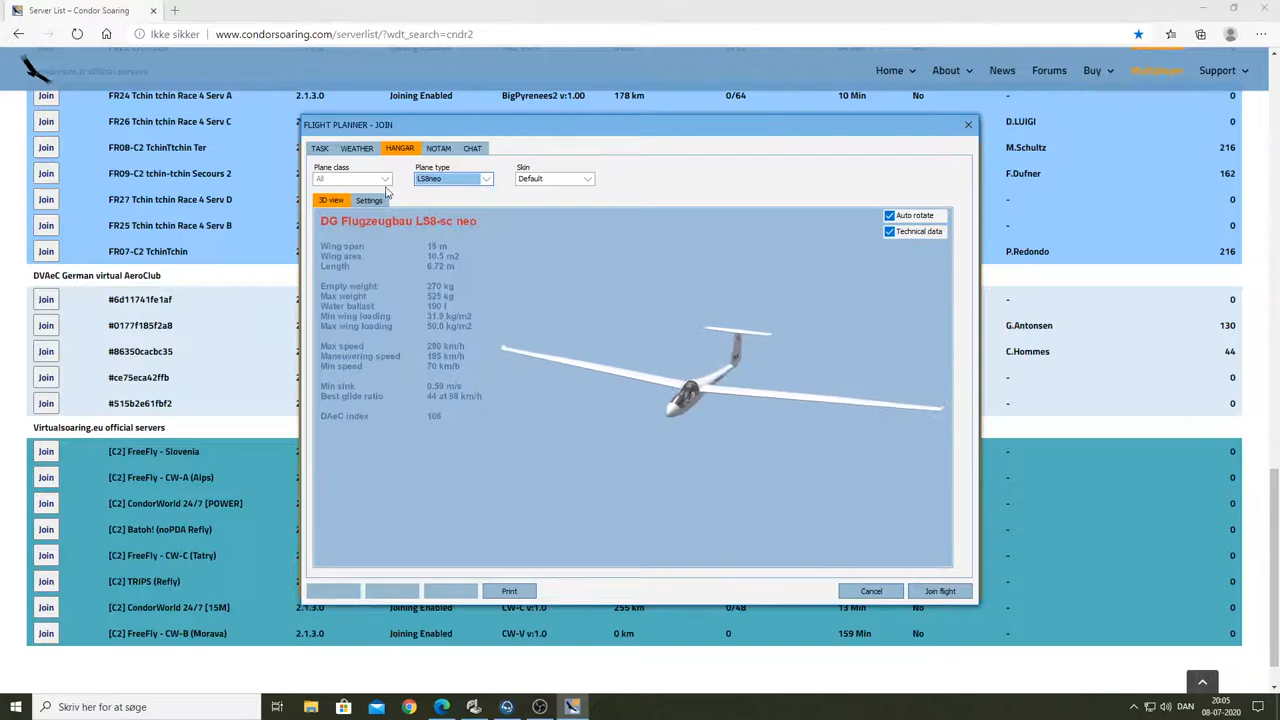 Server List – Condor Soaring
Ikke sikker
www.condorsoaring.com/serverlist/?wdt_search=cndr2
Home
About
News
Forums
Buy
Support
Join FR24 Tchin tchin Race 4 Serv A 2.1.3.0 Joining Enabled BigPyrenees2 v:1.00 178 km 0/64 10 Min No - 0
Join FR26 Tchin tchin Race 4 Serv C D.LUIGI 0
Join FR08-C2 TchinTtchin Ter M.Schultz 216
Join FR09-C2 tchin-tchin Secours 2 F.Dufner 162
Join FR27 Tchin tchin Race 4 Serv D - 0
Join FR25 Tchin tchin Race 4 Serv B - 0
Join FR07-C2 TchinTchin P.Redondo 216
DVAeC German virtual AeroClub
Join #6d11741fe1af - 0
Join #0177f185f2a8 G.Antonsen 130
Join #86350cacbc35 C.Hommes 44
Join #ce75eca42ffb - 0
Join #515b2e61fbf2 - 0
Virtualsoaring.eu official servers
Join [C2] FreeFly - Slovenia - 0
Join [C2] FreeFly - CW-A (Alps) - 0
Join [C2] CondorWorld 24/7 [POWER] - 0
Join [C2] Batoh! (noPDA Refly) - 0
Join [C2] FreeFly - CW-C (Tatry) - 0
Join [C2] TRIPS (Refly) - 0
Join [C2] CondorWorld 24/7 [15M] 2.1.3.0 Joining Enabled CW-C v:1.0 255 km 0/48 13 Min No - 0
Join [C2] FreeFly - CW-B (Morava) 2.1.3.0 Joining Enabled CW-V v:1.0 0 km 0 159 Min No - 0
FLIGHT PLANNER - JOIN
TASK WEATHER HANGAR NOTAM CHAT
Plane class Plane type Skin
All LS8neo Default
3D view Settings
DG Flugzeugbau LS8-sc neo
Auto rotate
Technical data
Wing span 15 m
Wing area 10.5 m2
Length 6.72 m
Empty weight 270 kg
Max weight 525 kg
Water ballast 190 l
Min wing loading 31.9 kg/m2
Max wing loading 50.0 kg/m2
Max speed 280 km/h
Maneuvering speed 185 km/h
Min speed 70 km/h
Min sink 0.59 m/s
Best glide ratio 44 at 98 km/h
DAeC index 108
Print Cancel Join flight
Skriv her for at søge
DAN
20:05
08-07-2020